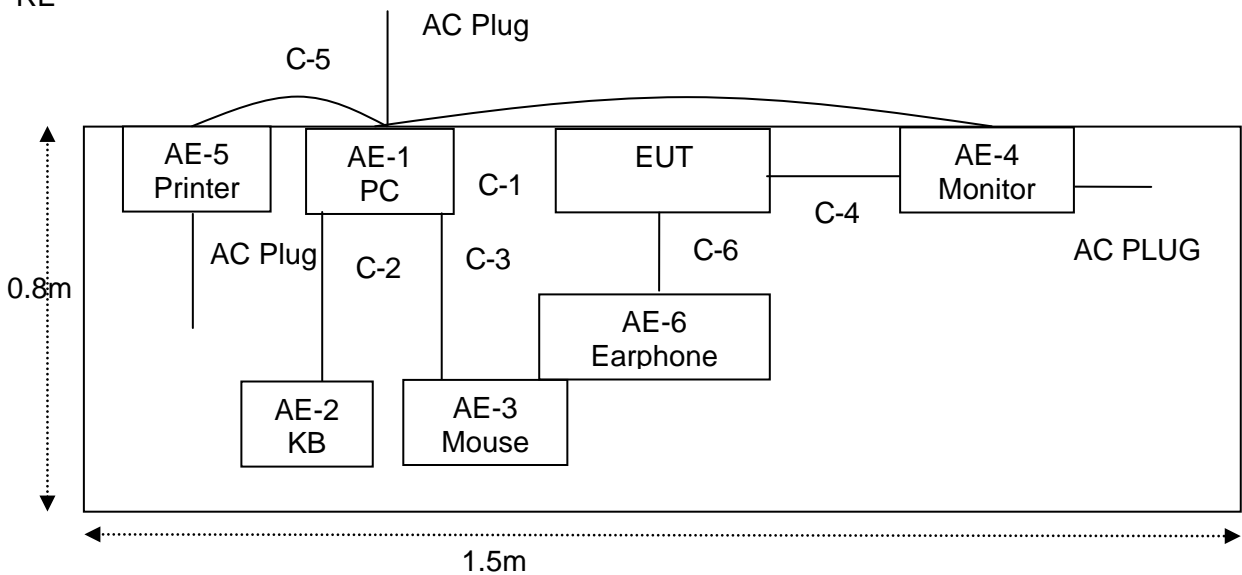 RE
AC Plug
C-5
AE-5
Printer
AE-1
PC
C-1
EUT
AE-4
Monitor
C-4
AC Plug
C-2
C-3
C-6
AC PLUG
0.8m
AE-6
Earphone
AE-2
KB
AE-3
Mouse
1.5m